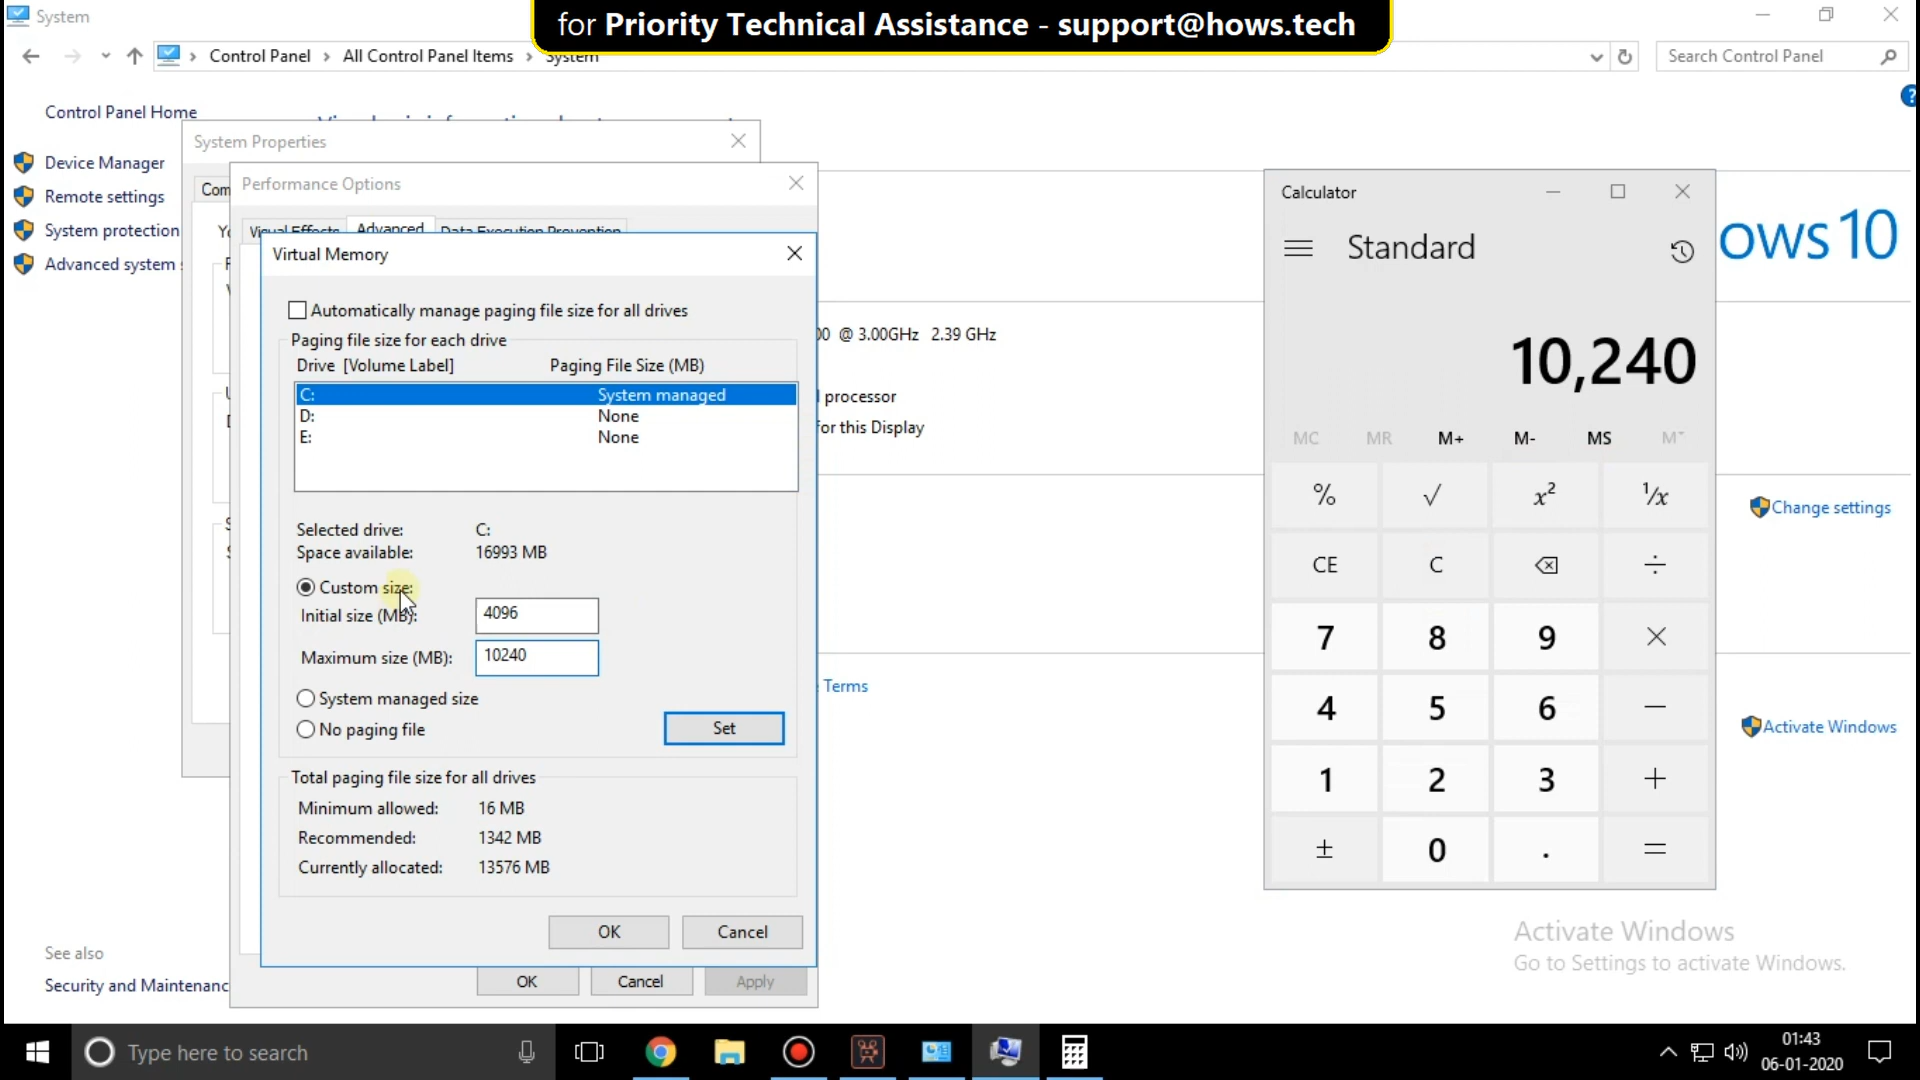 System
for Priority Technical Assistance - support@hows.tech
Control Panel > All Control Panel Items > System
Search Control Panel
Control Panel Home
Device Manager
Remote settings
System protection
Advanced system
System Properties
Com
Performance Options
Visual Effects Advanced Data Execution Prevention
Virtual Memory
Automatically manage paging file size for all drives
Paging file size for each drive
Drive [Volume Label] Paging File Size (MB)
C: System managed
D: None
E: None
Selected drive: C:
Space available: 16993 MB
Custom size:
Initial size (MB): 4096
Maximum size (MB): 10240
System managed size
No paging file
Set
Total paging file size for all drives
Minimum allowed: 16 MB
Recommended: 1342 MB
Currently allocated: 13576 MB
OK Cancel
OK Cancel Apply
00 @ 3.00GHz 2.39 GHz
processor
for this Display
Terms
ows 10
Change settings
Activate Windows
Calculator
Standard
10,240
MC MR M+ M- MS M˅
% √ x² ¹/x
CE C ÷
7 8 9 ×
4 5 6 −
1 2 3 +
± 0 . =
Activate Windows
Go to Settings to activate Windows.
See also
Security and Maintenanc
Type here to search
01:43
06-01-2020